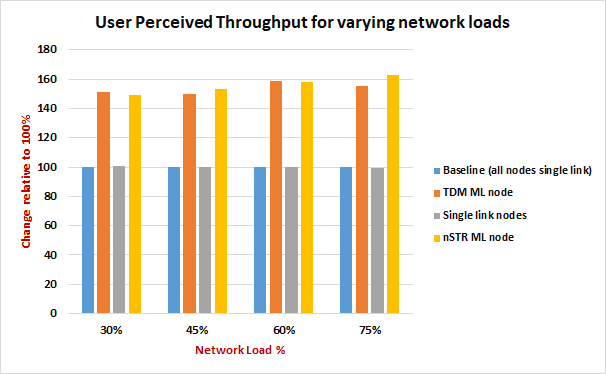 User Perceived Throughput for varying network loads
180
160
140
120
100
80
60
40
20
0
Change relative to 100%
30%
45%
60%
75%
Network Load %
Baseline (all nodes single link)
TDM ML node
Single link nodes
nSTR ML node